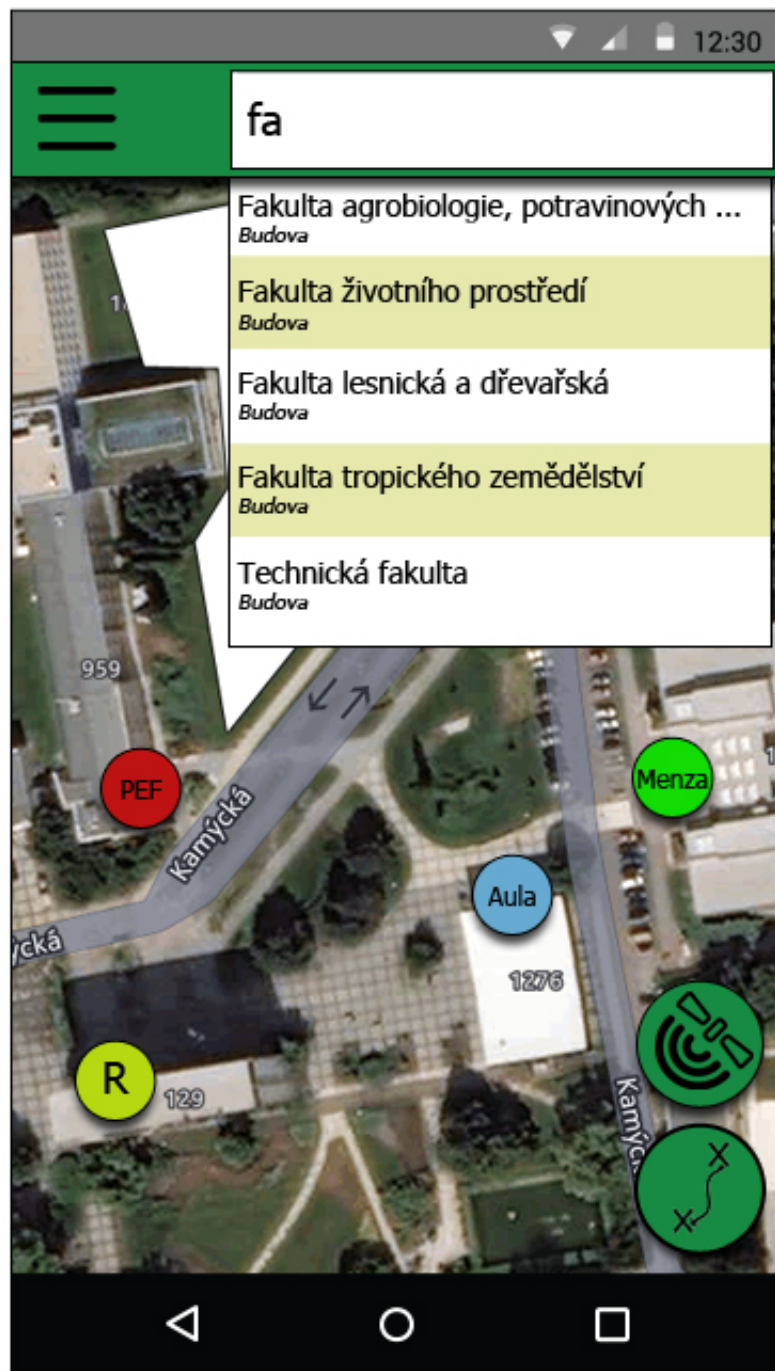 12:30
fa
Fakulta agrobiologie, potravinových ...
Budova
Fakulta životního prostředí
Budova
Fakulta lesnická a dřevařská
Budova
Fakulta tropického zemědělství
Budova
Technická fakulta
Budova
959
PEF
Menza
Kamýcká
Aula
ýcká
1276
R
129
Kamýc